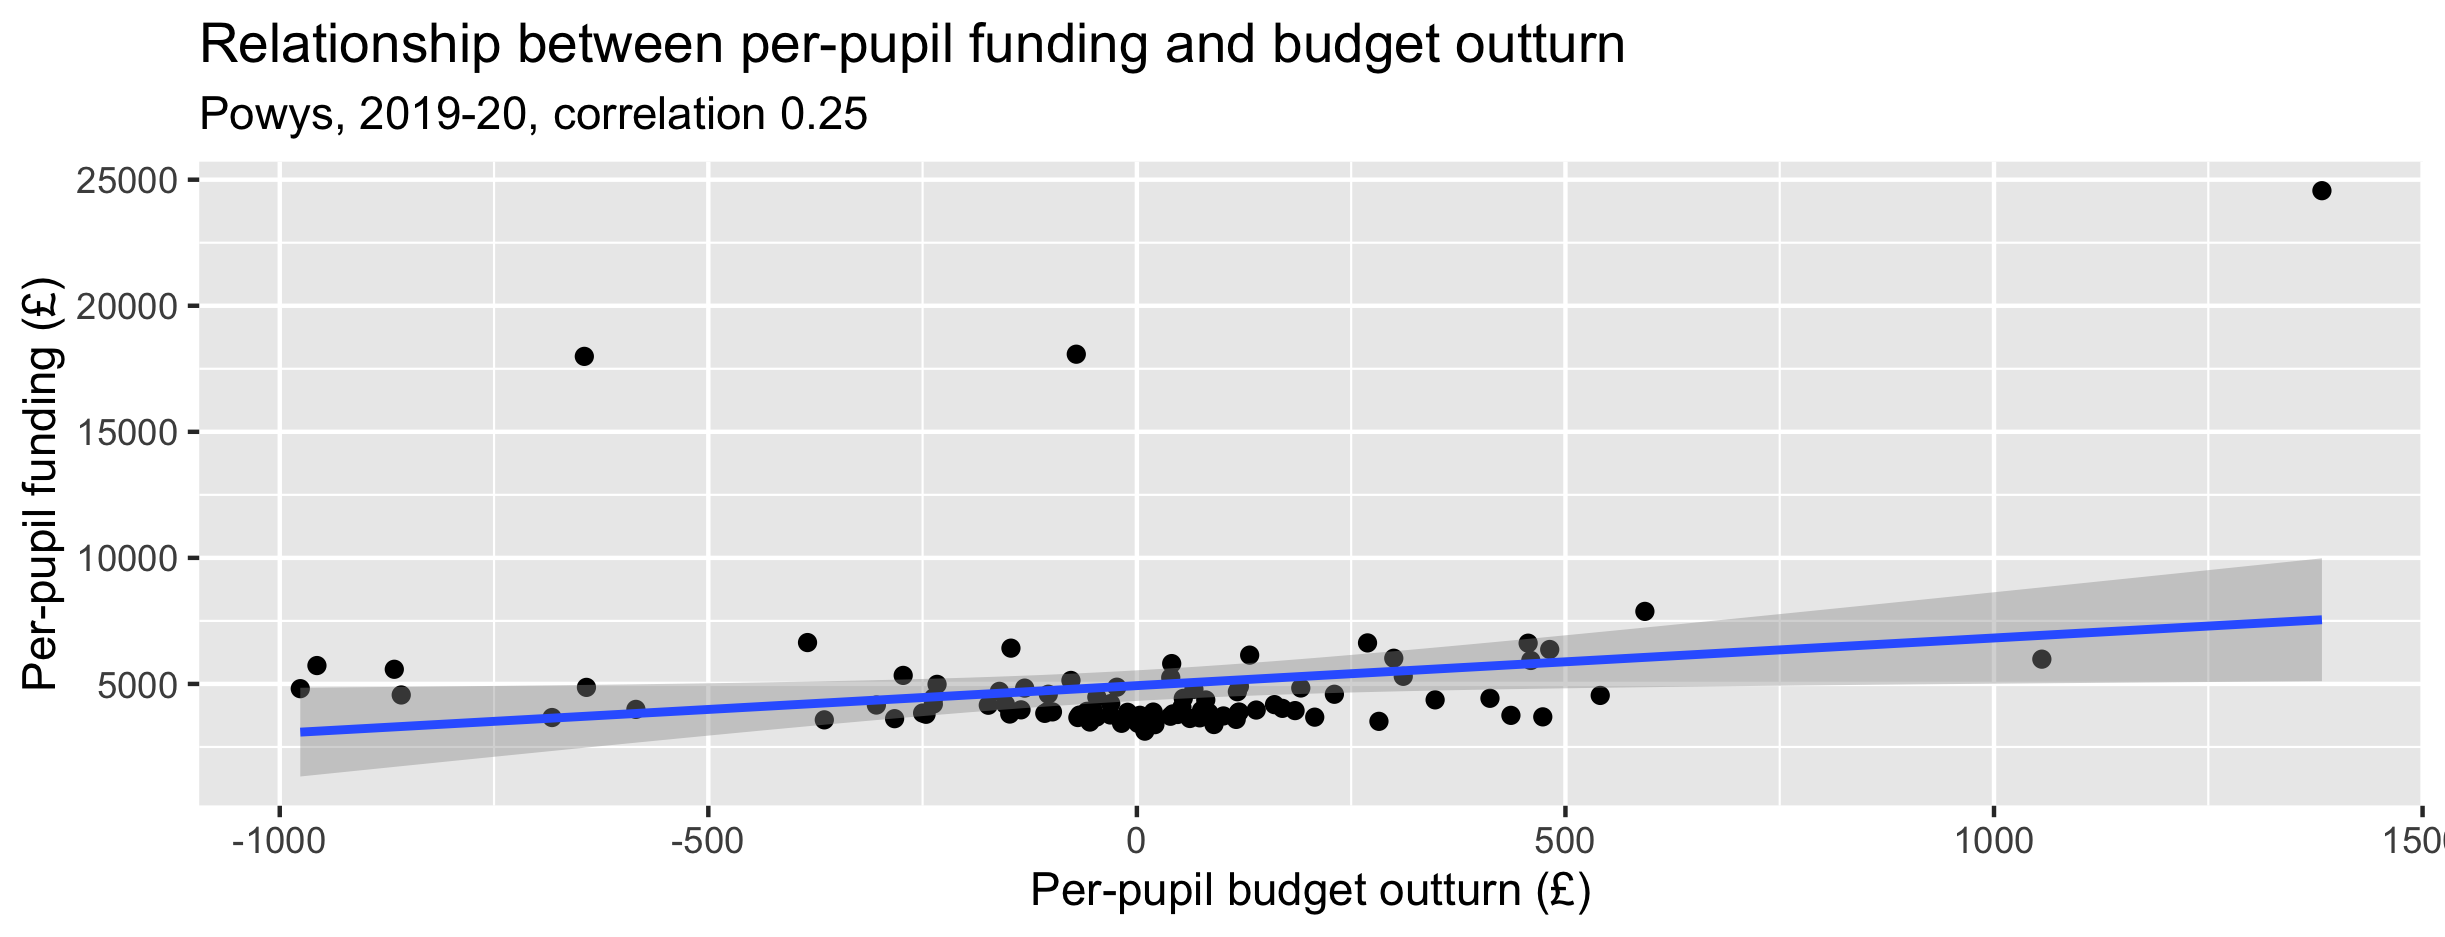 Relationship between per-pupil funding and budget outturn
Powys, 2019-20, correlation 0.25
25000
20000
15000
10000
5000
Per-pupil funding (£)
-1000
-500
0
500
1000
150
Per-pupil budget outturn (£)